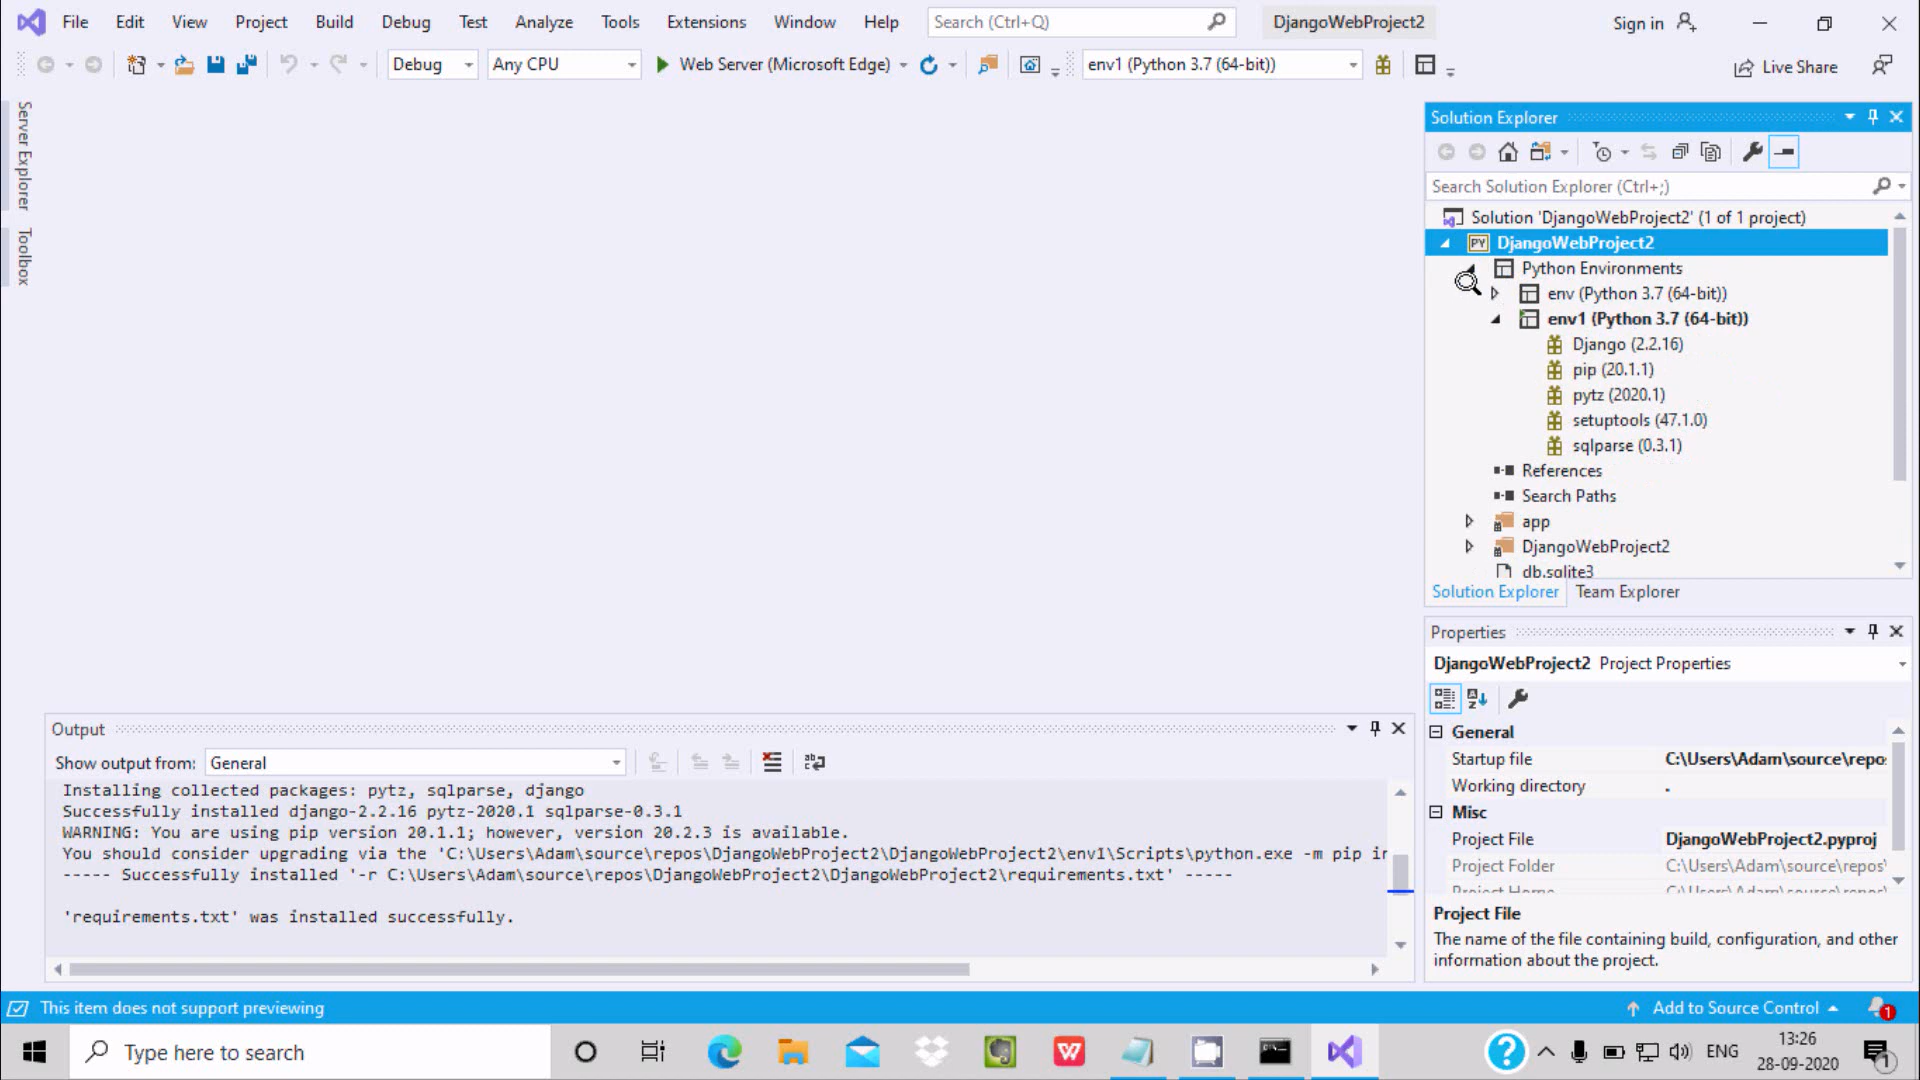 File Edit View Project Build Debug Test Analyze Tools Extensions Window Help Search (Ctrl+Q) DjangoWebProject2 Sign in
Debug Any CPU Web Server (Microsoft Edge) env1 (Python 3.7 (64-bit)) Live Share
Server Explorer
Toolbox
Solution Explorer
Search Solution Explorer (Ctrl+;)
Solution 'DjangoWebProject2' (1 of 1 project)
PY DjangoWebProject2
Python Environments
env (Python 3.7 (64-bit))
env1 (Python 3.7 (64-bit))
Django (2.2.16)
pip (20.1.1)
pytz (2020.1)
setuptools (47.1.0)
sqlparse (0.3.1)
References
Search Paths
app
DjangoWebProject2
db.sqlite3
Solution Explorer Team Explorer
Properties
DjangoWebProject2 Project Properties
General
Startup file C:\Users\Adam\source\repo
Working directory .
Misc
Project File DjangoWebProject2.pyproj
Project Folder C:\Users\Adam\source\repos\
Project Home C:\Users\Adam\source\repos\
Project File
The name of the file containing build, configuration, and other
information about the project.
Output
Show output from: General
Installing collected packages: pytz, sqlparse, django
Successfully installed django-2.2.16 pytz-2020.1 sqlparse-0.3.1
WARNING: You are using pip version 20.1.1; however, version 20.2.3 is available.
You should consider upgrading via the 'C:\Users\Adam\source\repos\DjangoWebProject2\DjangoWebProject2\env1\Scripts\python.exe -m pip in
----- Successfully installed '-r C:\Users\Adam\source\repos\DjangoWebProject2\DjangoWebProject2\requirements.txt' -----
'requirements.txt' was installed successfully.
This item does not support previewing Add to Source Control 1
Type here to search ENG 13:26
28-09-2020 1